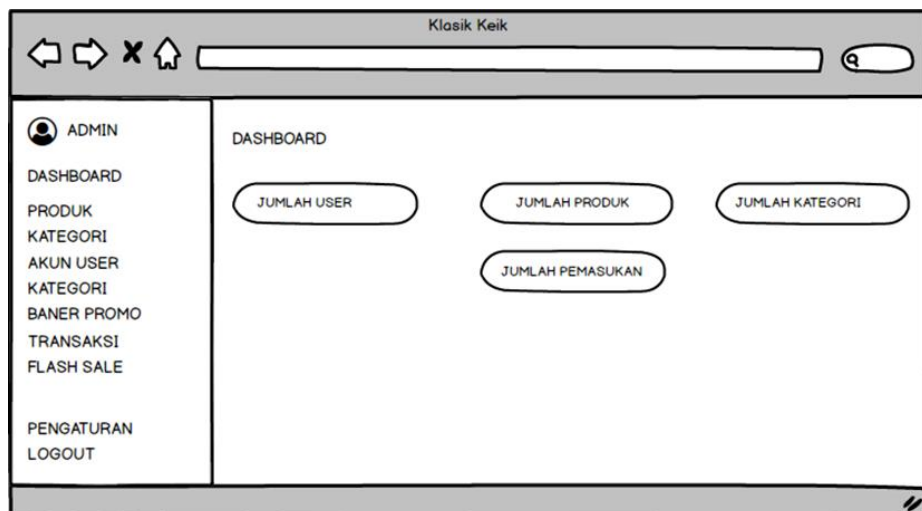 Klasik Keik
ADMIN
DASHBOARD
PRODUK
KATEGORI
AKUN USER
KATEGORI
BANER PROMO
TRANSAKSI
FLASH SALE
PENGATURAN
LOGOUT
DASHBOARD
JUMLAH USER
JUMLAH PRODUK
JUMLAH KATEGORI
JUMLAH PEMASUKAN